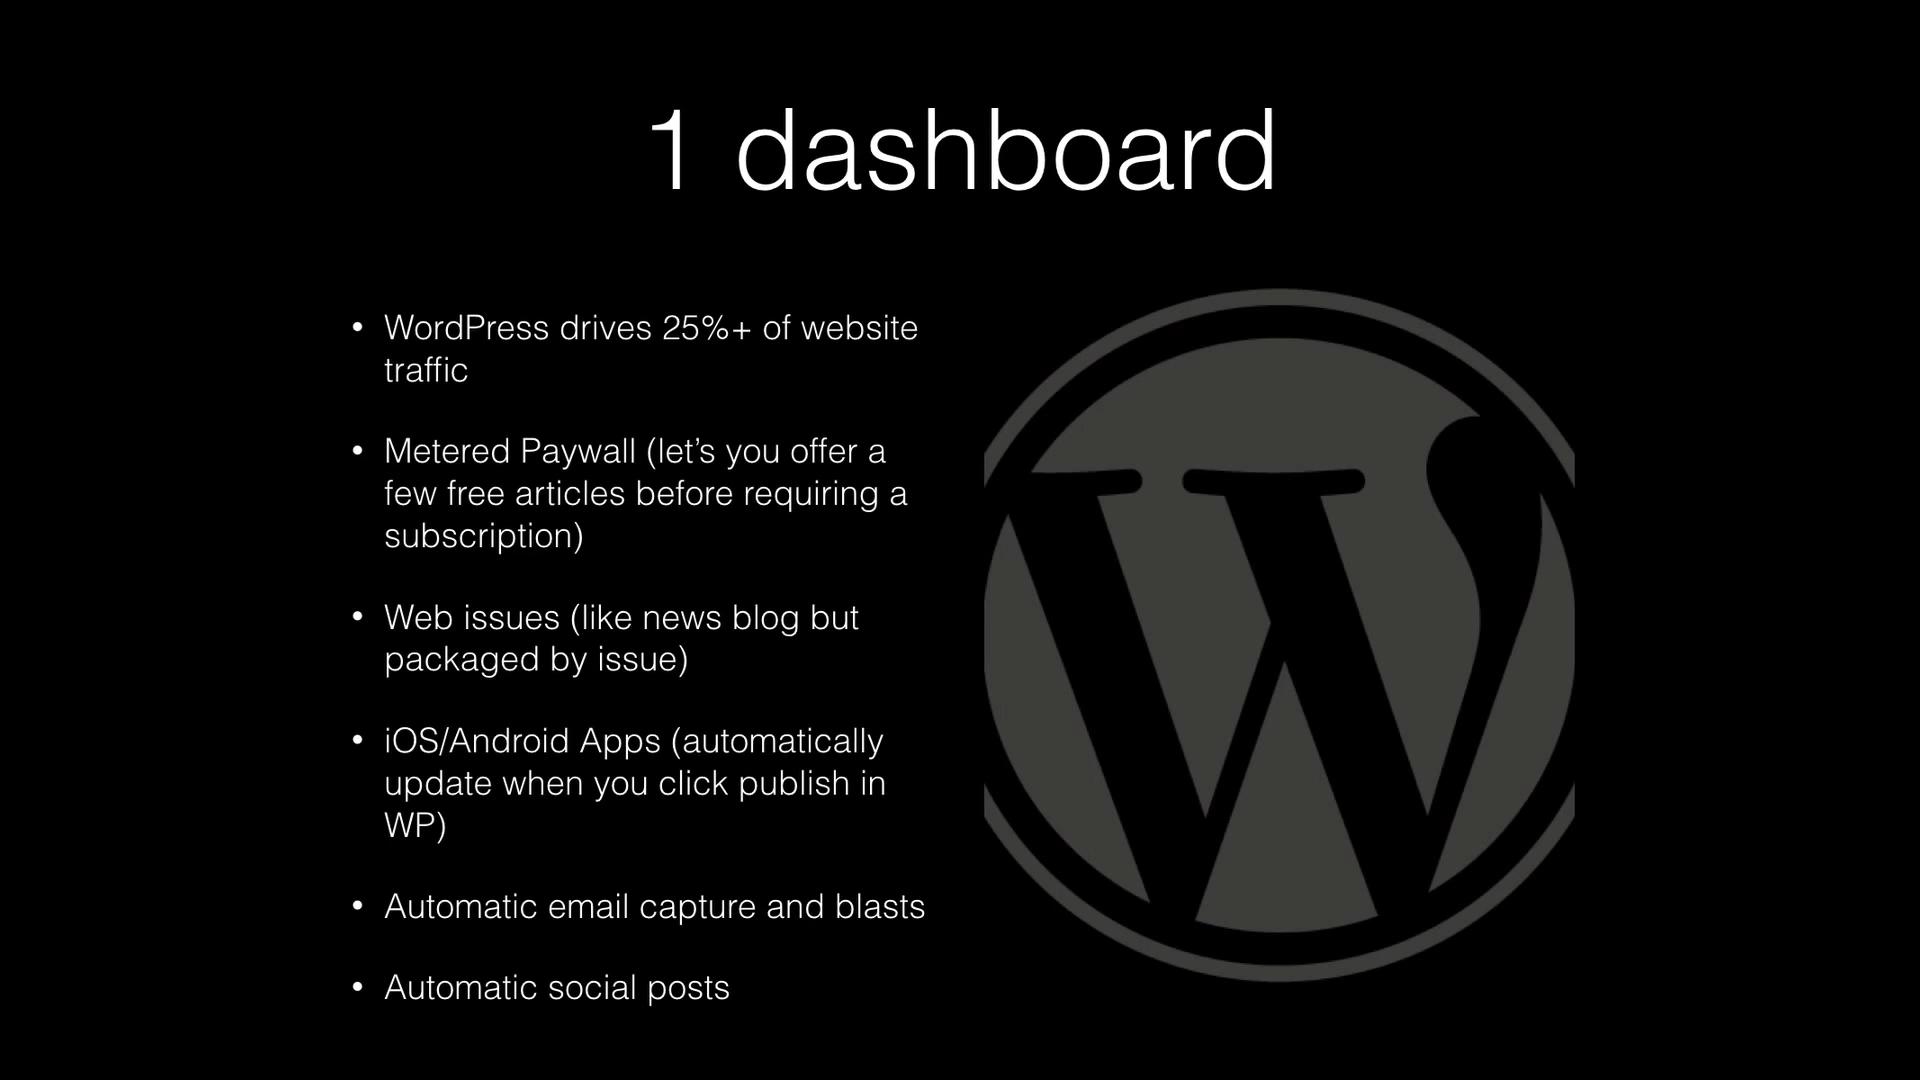 1 dashboard
• WordPress drives 25%+ of website
traffic
• Metered Paywall (let’s you offer a
few free articles before requiring a
subscription)
• Web issues (like news blog but
packaged by issue)
• iOS/Android Apps (automatically
update when you click publish in
WP)
• Automatic email capture and blasts
• Automatic social posts
W